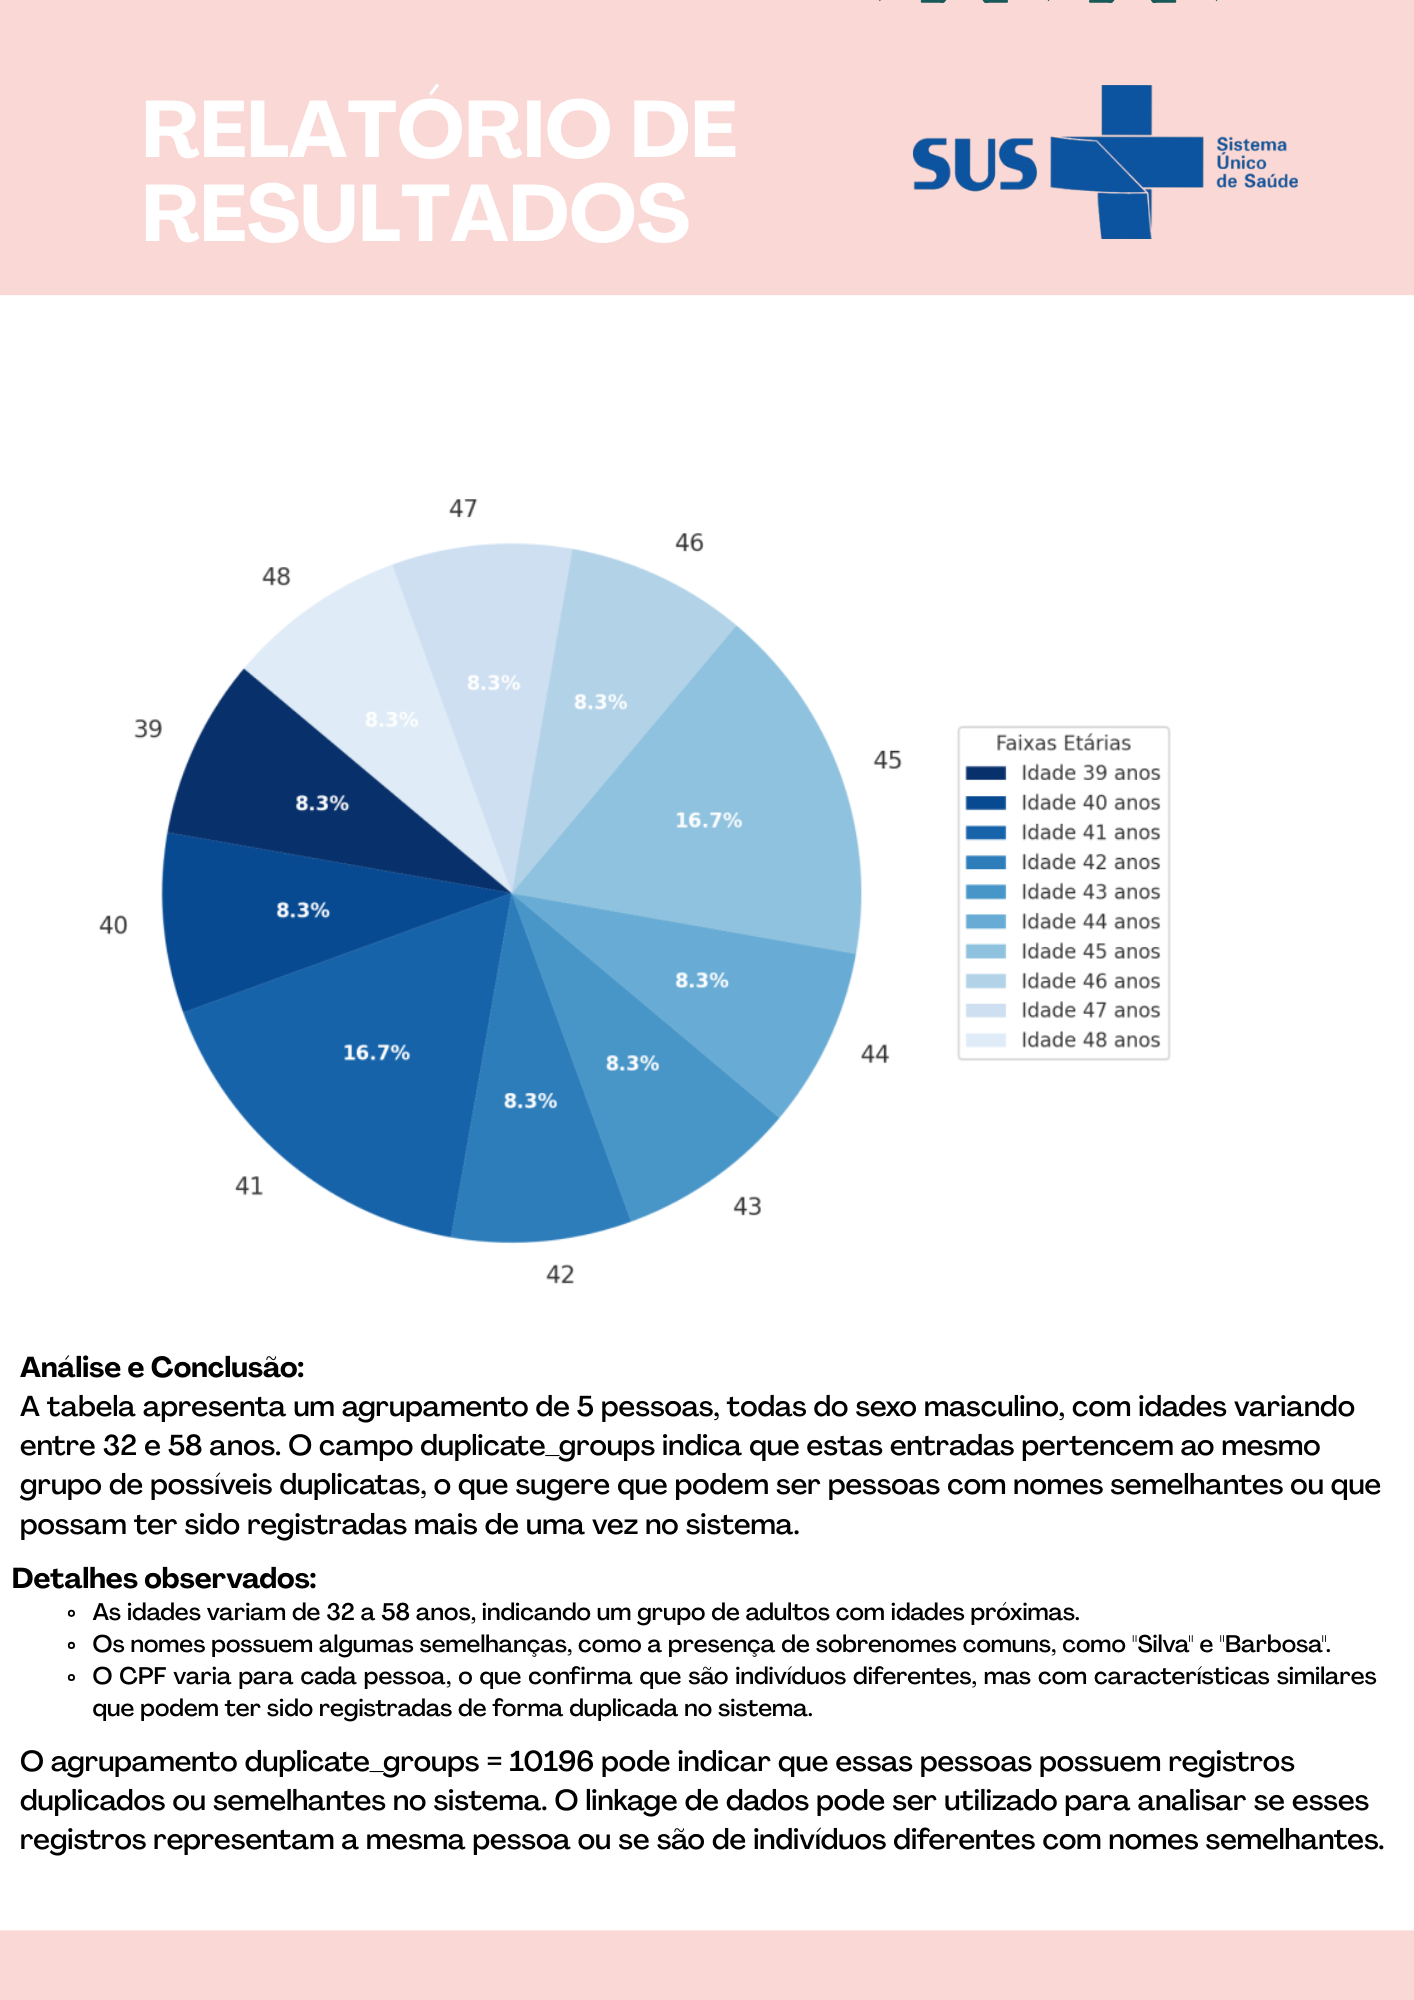 RELATÓRIO DE
RESULTADOS
SUS
Sistema
Único
de Saúde
47
46
48
8.3%
8.3%
8.3%
39
45
Faixas Etárias
Idade 39 anos
Idade 40 anos
Idade 41 anos
Idade 42 anos
Idade 43 anos
Idade 44 anos
Idade 45 anos
Idade 46 anos
Idade 47 anos
Idade 48 anos
8.3%
16.7%
40
8.3%
8.3%
44
16.7%
8.3%
8.3%
41
43
42
Análise e Conclusão:
A tabela apresenta um agrupamento de 5 pessoas, todas do sexo masculino, com idades variando
entre 32 e 58 anos. O campo duplicate_groups indica que estas entradas pertencem ao mesmo
grupo de possíveis duplicatas, o que sugere que podem ser pessoas com nomes semelhantes ou que
possam ter sido registradas mais de uma vez no sistema.
Detalhes observados:
As idades variam de 32 a 58 anos, indicando um grupo de adultos com idades próximas.
Os nomes possuem algumas semelhanças, como a presença de sobrenomes comuns, como "Silva" e "Barbosa".
O CPF varia para cada pessoa, o que confirma que são indivíduos diferentes, mas com características similares
que podem ter sido registradas de forma duplicada no sistema.
O agrupamento duplicate_groups = 10196 pode indicar que essas pessoas possuem registros
duplicados ou semelhantes no sistema. O linkage de dados pode ser utilizado para analisar se esses
registros representam a mesma pessoa ou se são de indivíduos diferentes com nomes semelhantes.